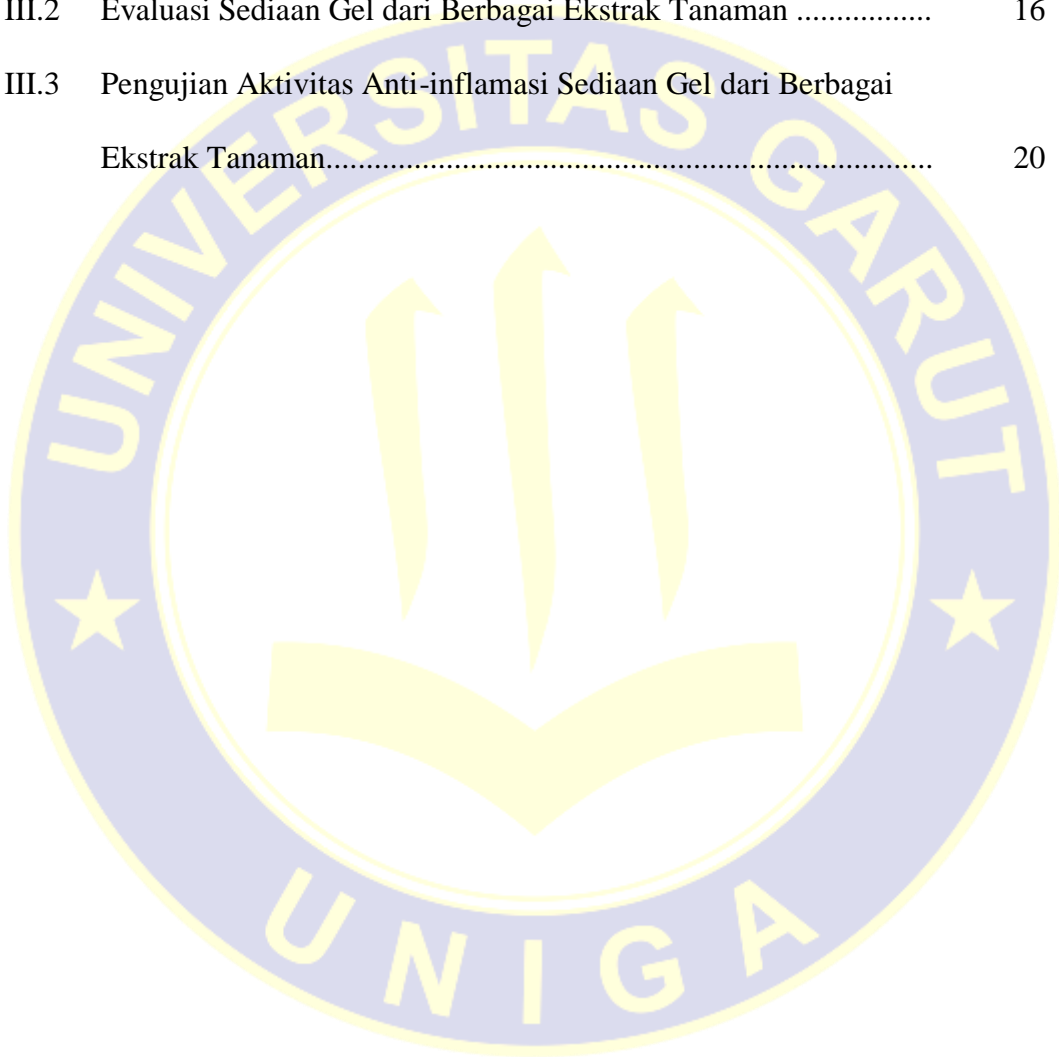 III.2 Evaluasi Sediaan Gel dari Berbagai Ekstrak Tanaman ................. 16
III.3 Pengujian Aktivitas Anti-inflamasi Sediaan Gel dari Berbagai
Ekstrak Tanaman............................................................................ 20
UNIVERSITAS GARUT
UNIGA